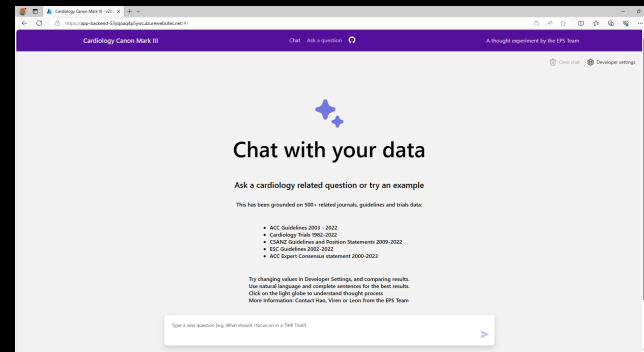 Cardiology Canon Mark III - v2
https://app-backend-53yqoaq4p5ywc.azurewebsites.net/#/
Cardiology Canon Mark III
Chat
Ask a question
A thought experiment by the EPS Team
Clear chat
Developer settings
Chat with your data
Ask a cardiology related question or try an example
This has been grounded on 500+ related journals, guidelines and trials data:
• ACC Guidelines 2003 - 2022
• Cardiology Trials 1982-2022
• CSANZ Guidelines and Position Statements 2009-2022
• ESC Guidelines 2002-2022
• ACC Expert Consensus statement 2000-2023
Try changing values in Developer Settings, and comparing results.
Use natural language and complete sentences for the best results.
Click on the light globe to understand thought process
More Information: Contact Hao, Viren or Leon from the EPS Team
Type a new question (e.g. What should I focus on in a TIMI Trial?)